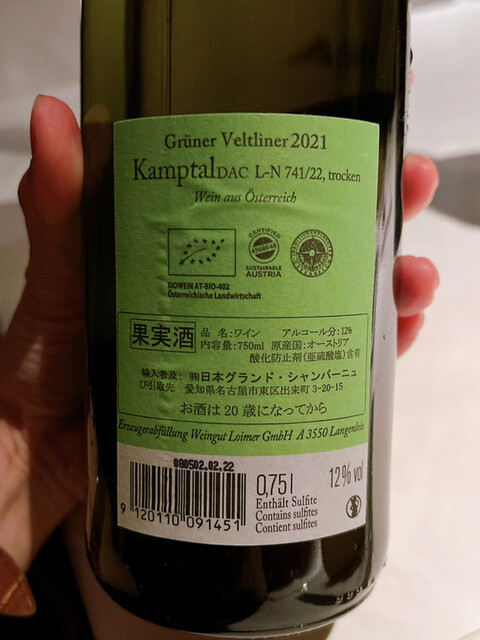 Grüner Veltliner 2021
Kamptal DAC L-N 741/22, trocken
Wein aus Österreich
CERTIFIED
SUSTAINABLE
AUSTRIA
BIOWEIN AT-BIO-402
Österreichische Landwirtschaft
果実酒
品名:ワイン アルコール分:12%
内容量:750ml 原産国:オーストリア
酸化防止剤(亜硫酸塩)含有
輸入者及び引取先 ㈱日本グランド・シャンパーニュ
愛知県名古屋市東区出来町 3-20-15
お酒は20歳になってから
Erzeugerabfüllung Weingut Loimer GmbH A 3550 Langenlois
080502.02.22
9 120110 091451
0,75 l
12% vol
Enthält Sulfite
Contains sulfites
Contient sulfites